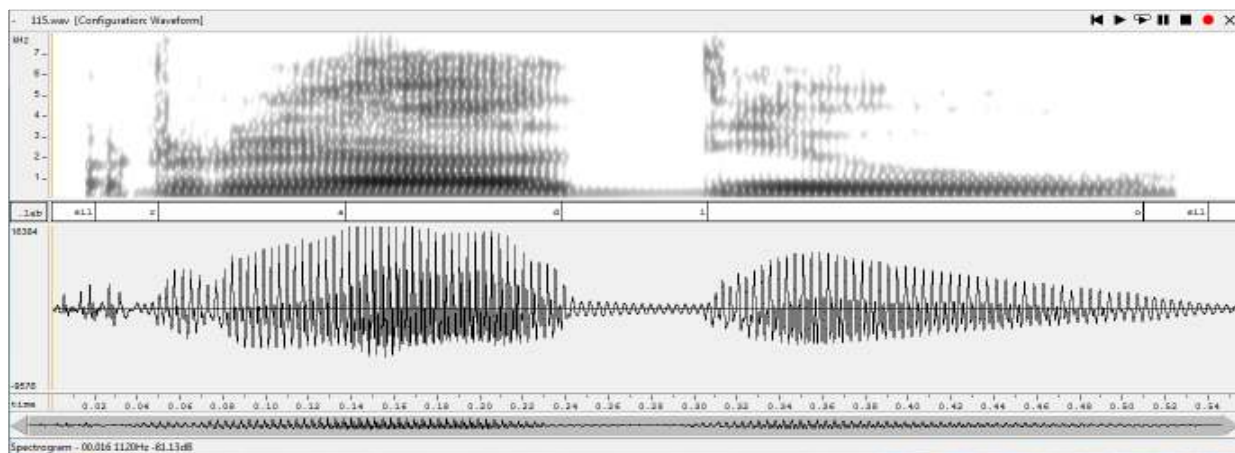 - 115.wav [Configuration: Waveform]
kHz
7
6
5
4
3
2
1
.lab sil r a d i o sil
16384
-9570
time 0.02 0.04 0.06 0.08 0.10 0.12 0.14 0.16 0.18 0.20 0.22 0.24 0.26 0.28 0.30 0.32 0.34 0.36 0.38 0.40 0.42 0.44 0.46 0.48 0.50 0.52 0.54
Spectrogram - 00.016 1120Hz -81.13dB